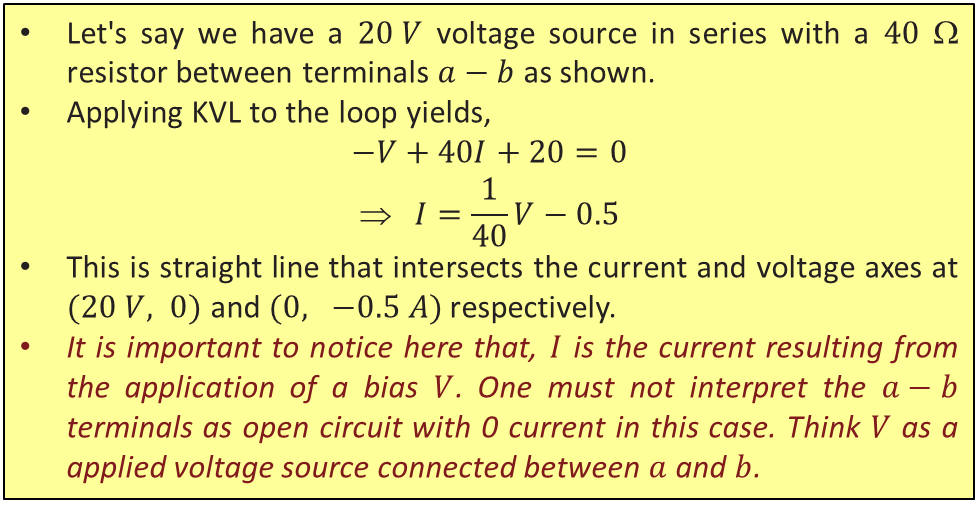 • Let's say we have a 20 V voltage source in series with a 40 Ω
resistor between terminals a − b as shown.
• Applying KVL to the loop yields,
−V + 40I + 20 = 0
⟹ I = 1/40 V − 0.5
• This is straight line that intersects the current and voltage axes at
(20 V, 0) and (0, −0.5 A) respectively.
• It is important to notice here that, I is the current resulting from
the application of a bias V. One must not interpret the a − b
terminals as open circuit with 0 current in this case. Think V as a
applied voltage source connected between a and b.